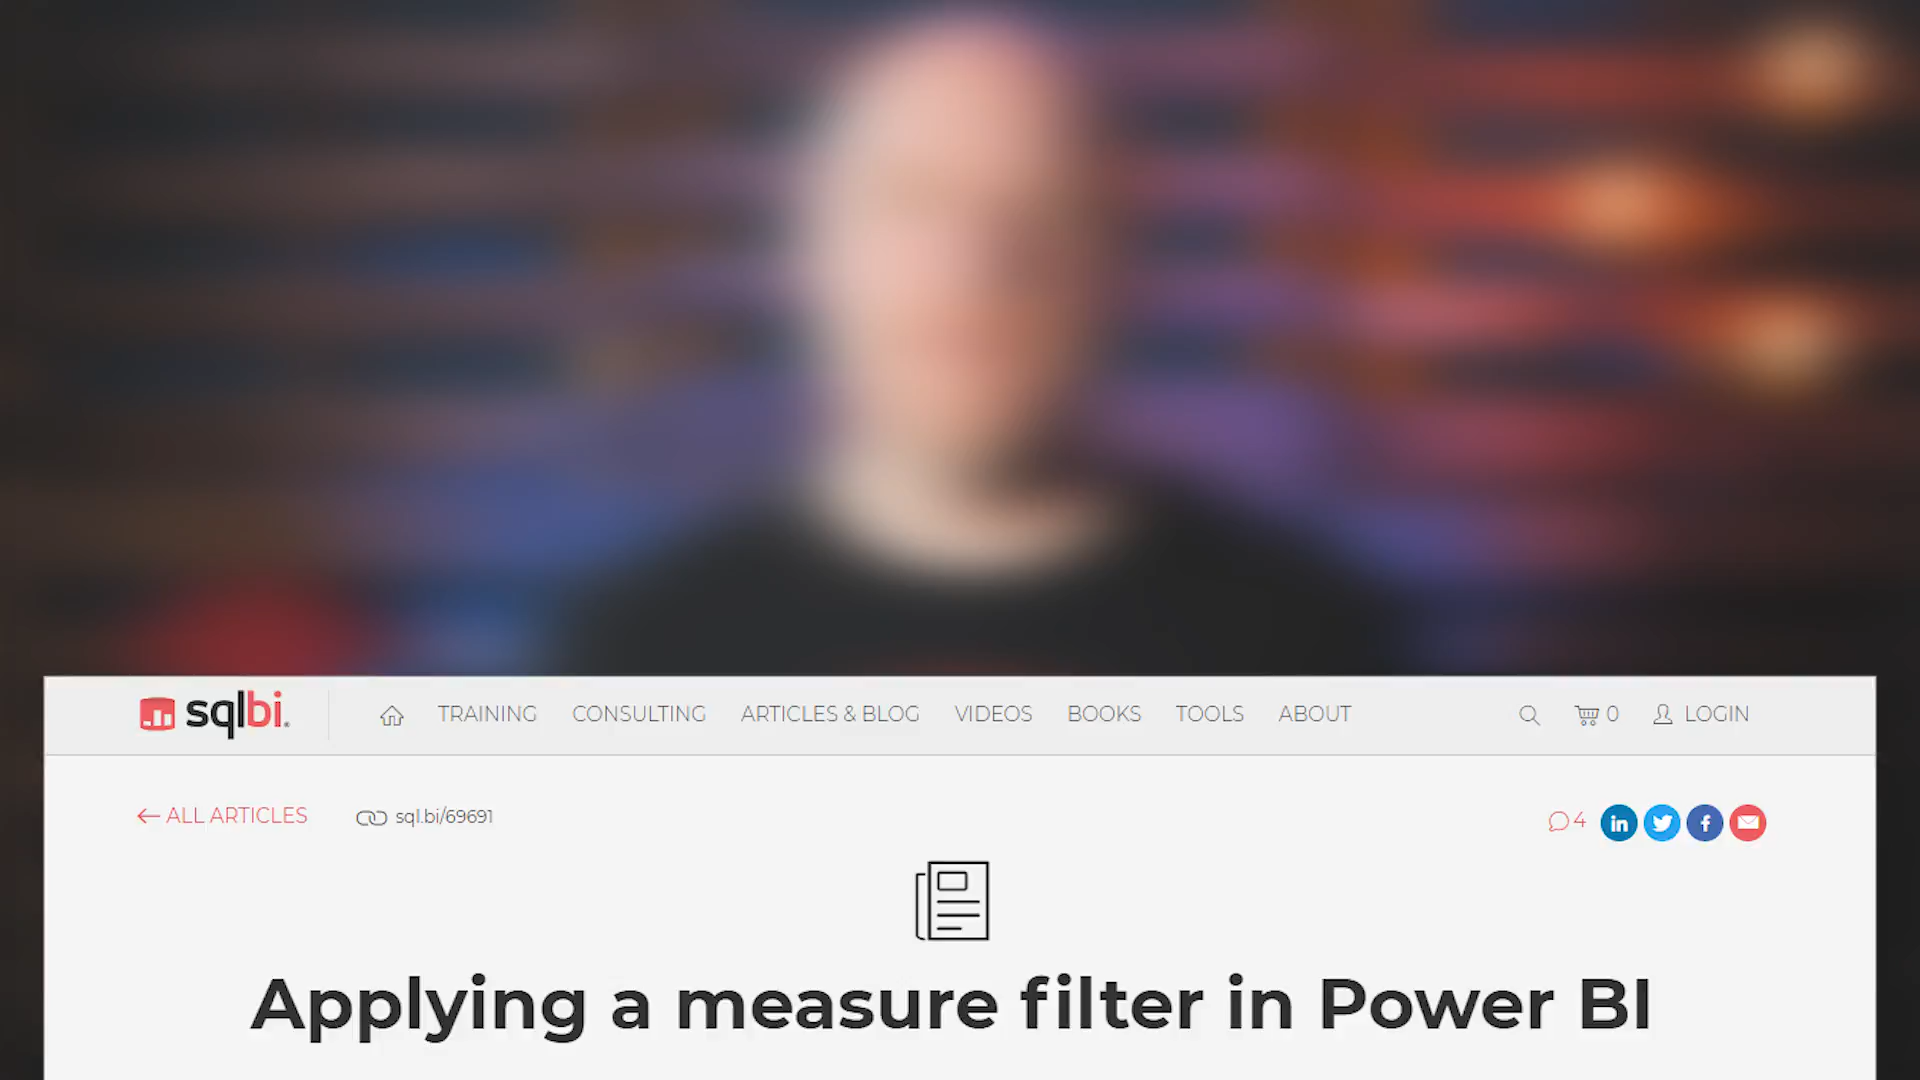 sqlbi.
TRAINING CONSULTING ARTICLES & BLOG VIDEOS BOOKS TOOLS ABOUT 0 LOGIN
← ALL ARTICLES sql.bi/69691 4 in f
Applying a measure filter in Power BI